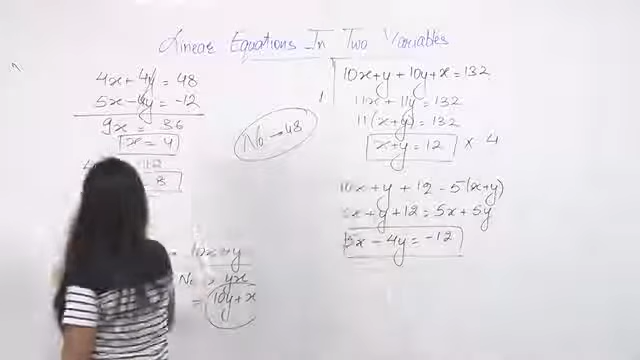 Linear Equations In Two Variables
4x + 4y = 48
5x - 4y = -12
9x = 36
x = 4
8
No. → 48
10x + y
No. → yx
= 10y + x
10x + y + 10y + x = 132
11x + 11y = 132
11(x + y) = 132
x + y = 12 × 4
10x + y + 12 - 5(x + y)
x + y + 12 = 5x + 5y
5x - 4y = -12